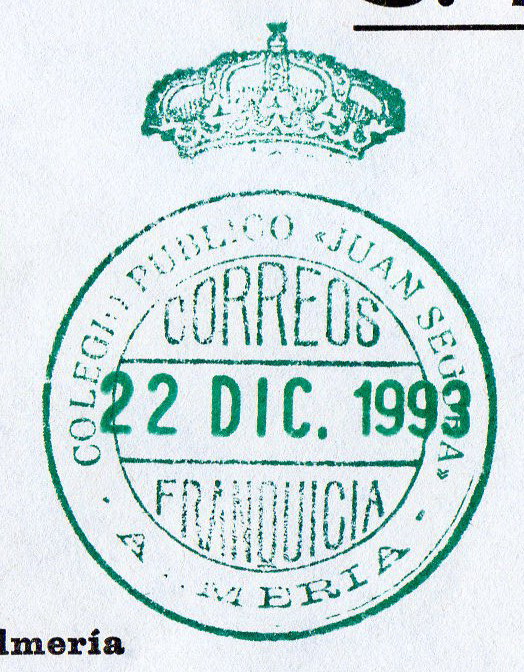 COLEGIO PUBLICO «JUAN SEGURA»
CORREOS
22 DIC. 1993
FRANQUICIA
· ALMERIA ·
lmería